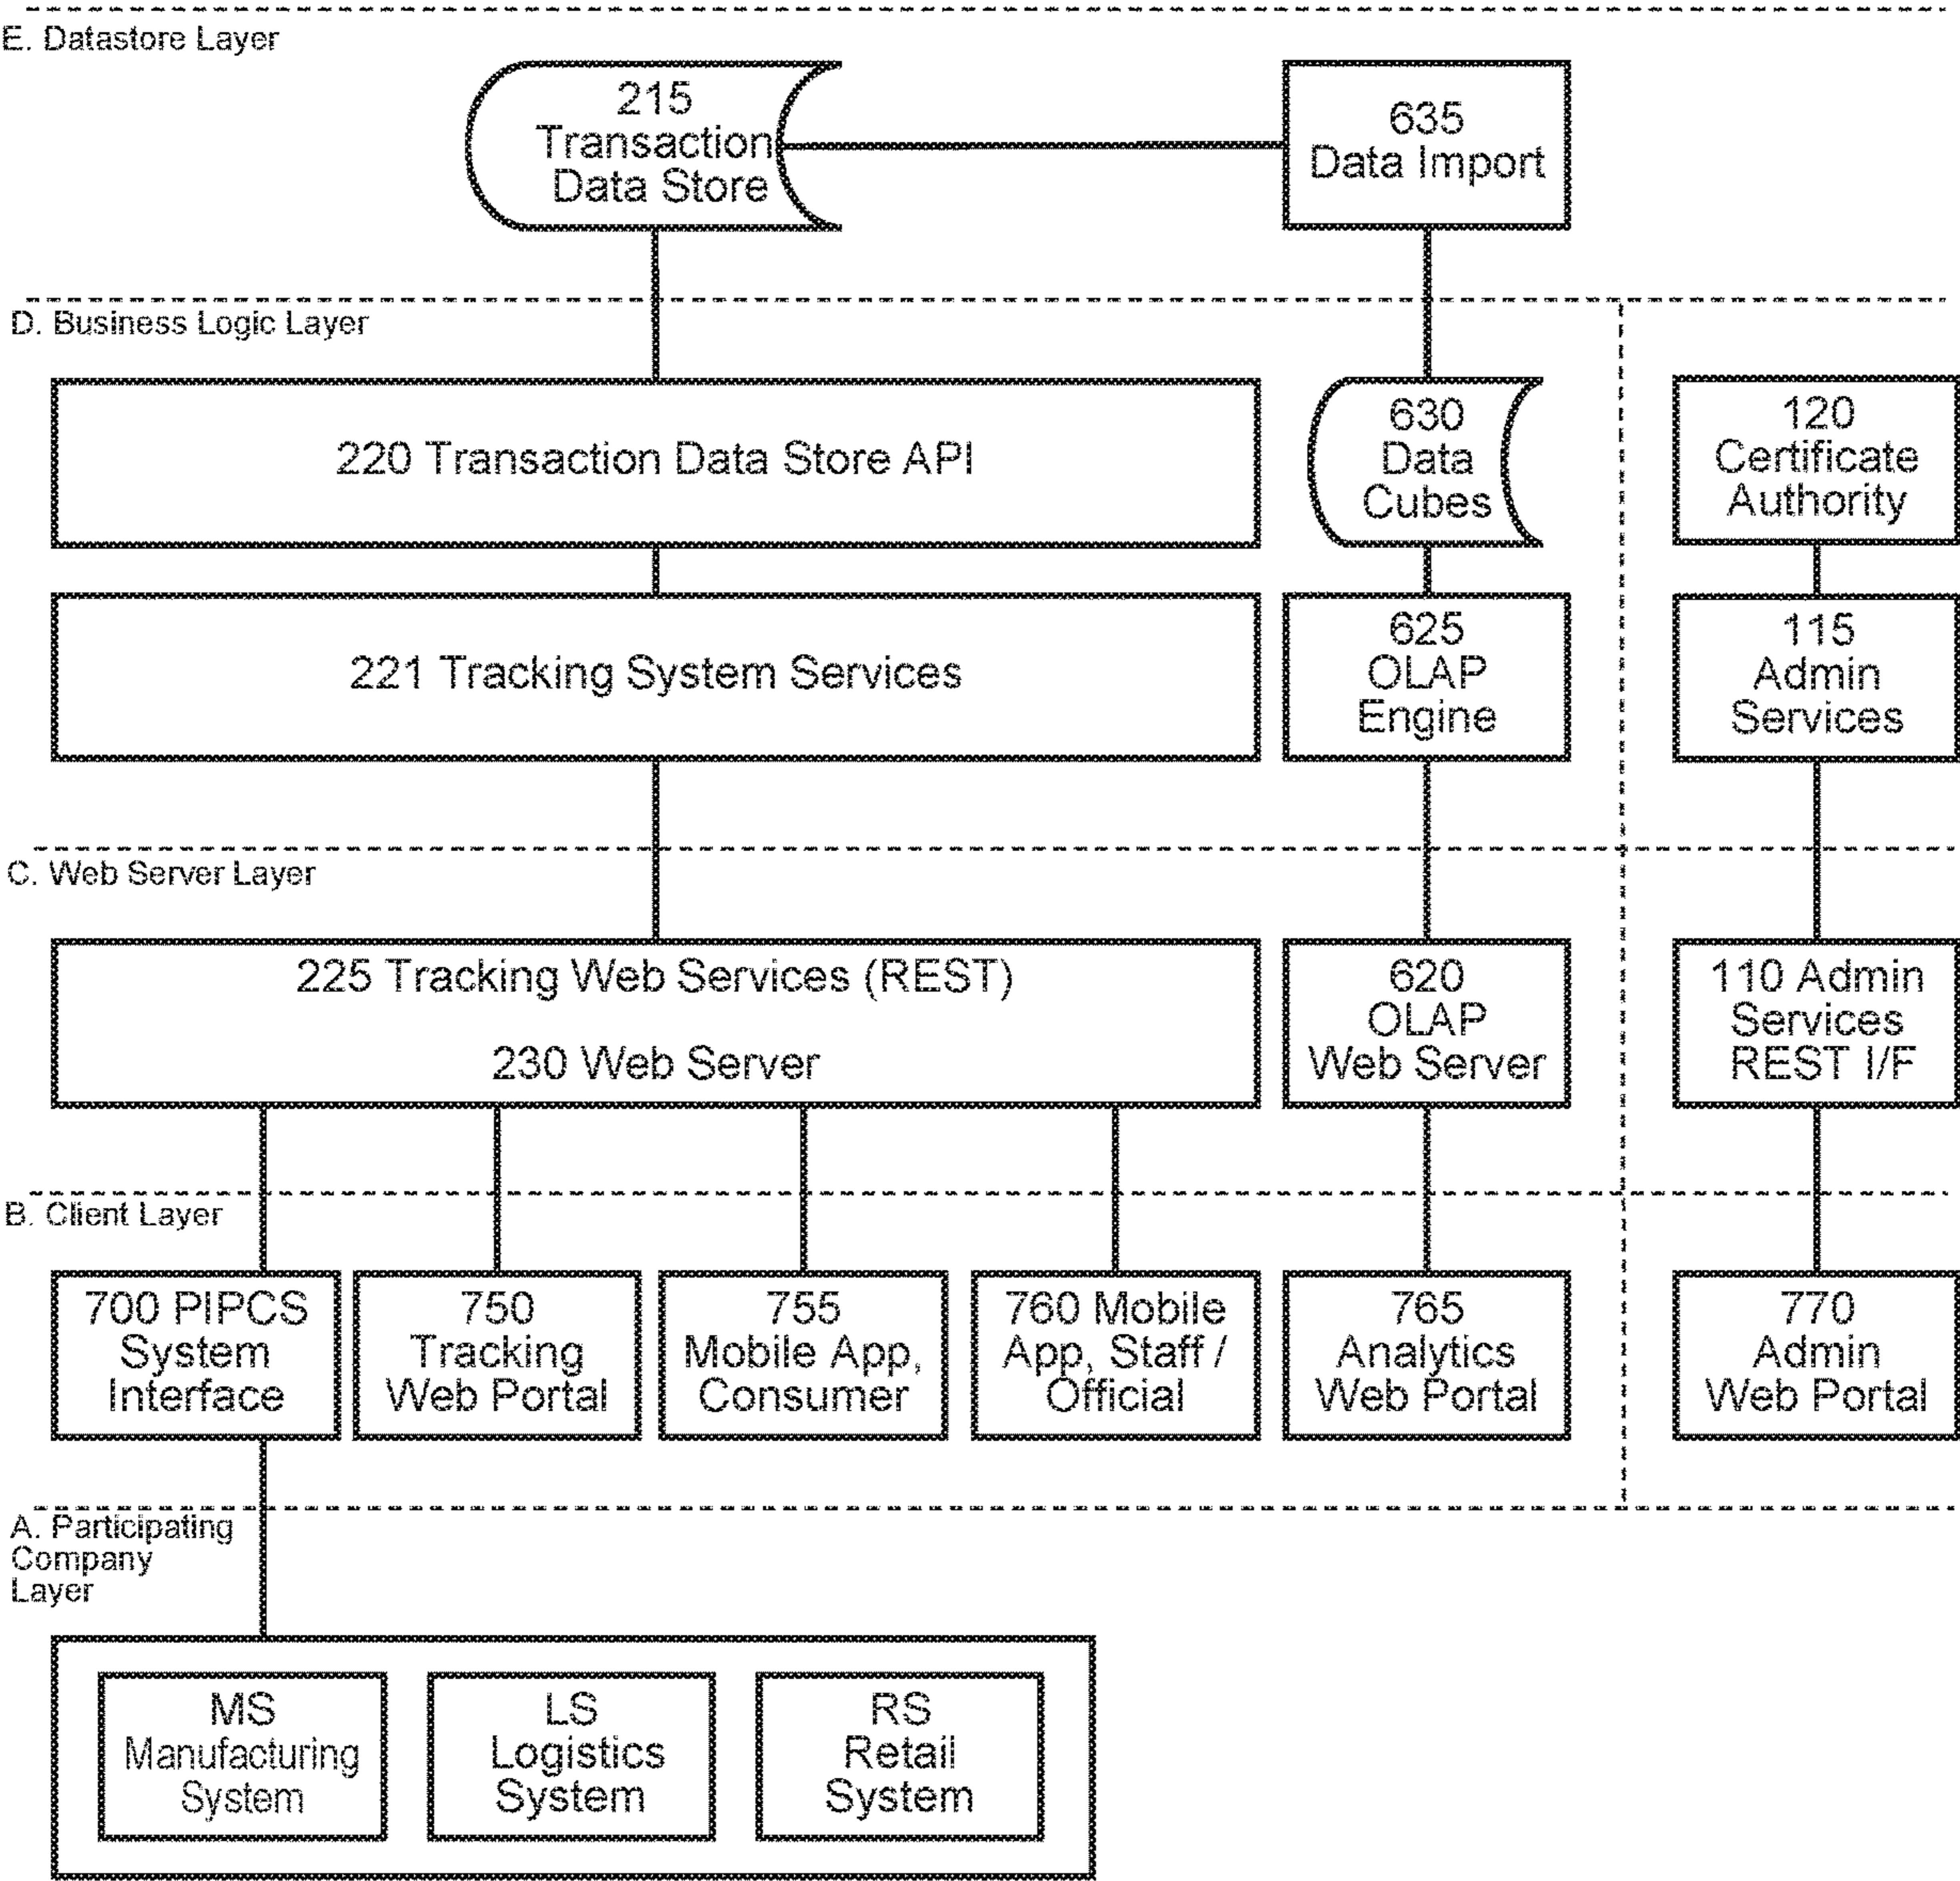 E. Datastore Layer
215
Transaction
Data Store
635
Data Import
D. Business Logic Layer
220 Transaction Data Store API
630
Data
Cubes
120
Certificate
Authority
221 Tracking System Services
625
OLAP
Engine
115
Admin
Services
C. Web Server Layer
225 Tracking Web Services (REST)
230 Web Server
620
OLAP
Web Server
110 Admin
Services
REST I/F
B. Client Layer
700 PIPCS
System
Interface
750
Tracking
Web Portal
755
Mobile App,
Consumer
760 Mobile
App, Staff /
Official
765
Analytics
Web Portal
770
Admin
Web Portal
A. Participating
Company
Layer
MS
Manufacturing
System
LS
Logistics
System
RS
Retail
System